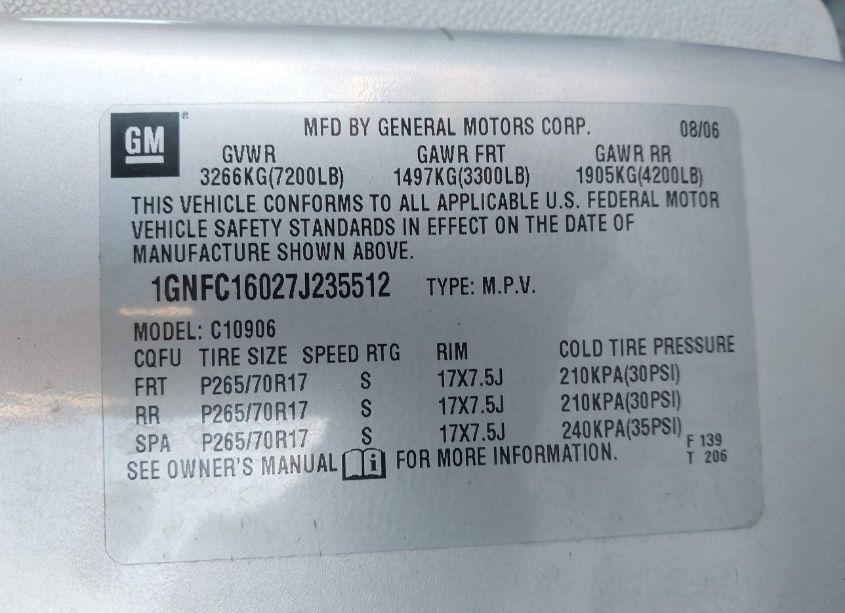 GM ®
MFD BY GENERAL MOTORS CORP. 08/06
GVWR GAWR FRT GAWR RR
3266KG(7200LB) 1497KG(3300LB) 1905KG(4200LB)
THIS VEHICLE CONFORMS TO ALL APPLICABLE U.S. FEDERAL MOTOR
VEHICLE SAFETY STANDARDS IN EFFECT ON THE DATE OF
MANUFACTURE SHOWN ABOVE.
1GNFC16027J235512 TYPE: M.P.V.
MODEL: C10906
CQFU TIRE SIZE SPEED RTG RIM COLD TIRE PRESSURE
FRT P265/70R17 S 17X7.5J 210KPA(30PSI)
RR P265/70R17 S 17X7.5J 210KPA(30PSI)
SPA P265/70R17 S 17X7.5J 240KPA(35PSI)
F 139
SEE OWNER'S MANUAL i FOR MORE INFORMATION.
T 206